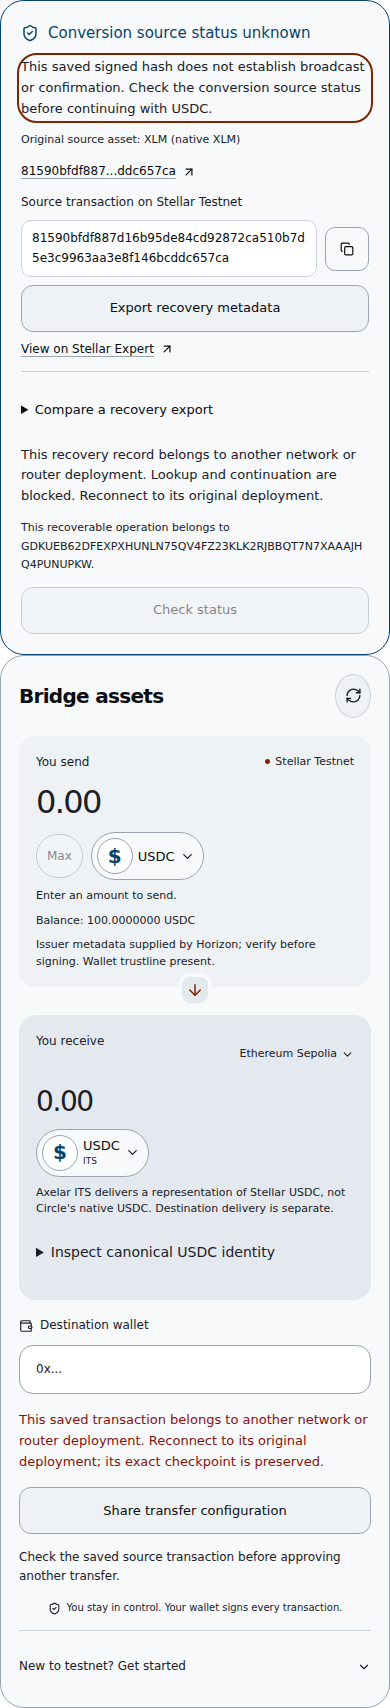 Conversion source status unknown
This saved signed hash does not establish broadcast
or confirmation. Check the conversion source status
before continuing with USDC.
Original source asset: XLM (native XLM)
81590bfdf887...ddc657ca
Source transaction on Stellar Testnet
81590bfdf887d16b95de84cd92872ca510b7d
5e3c9963aa3e8f146bcddc657ca
Export recovery metadata
View on Stellar Expert
Compare a recovery export
This recovery record belongs to another network or
router deployment. Lookup and continuation are
blocked. Reconnect to its original deployment.
This recoverable operation belongs to
GDKUEB62DFEXPXHUNLN75QV4FZ23KLK2RJBBQT7N7XAAAJH
Q4PUNUPKW.
Check status
Bridge assets
You send
Stellar Testnet
0.00
Max
$ USDC
Enter an amount to send.
Balance: 100.0000000 USDC
Issuer metadata supplied by Horizon; verify before
signing. Wallet trustline present.
You receive
Ethereum Sepolia
0.00
$ USDC
ITS
Axelar ITS delivers a representation of Stellar USDC, not
Circle's native USDC. Destination delivery is separate.
Inspect canonical USDC identity
Destination wallet
0x...
This saved transaction belongs to another network or
router deployment. Reconnect to its original
deployment; its exact checkpoint is preserved.
Share transfer configuration
Check the saved source transaction before approving
another transfer.
You stay in control. Your wallet signs every transaction.
New to testnet? Get started